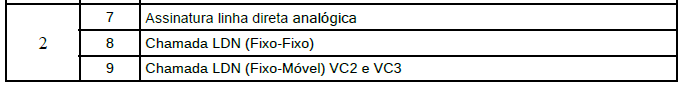 7 Assinatura linha direta analógica
2 8 Chamada LDN (Fixo-Fixo)
9 Chamada LDN (Fixo-Móvel) VC2 e VC3